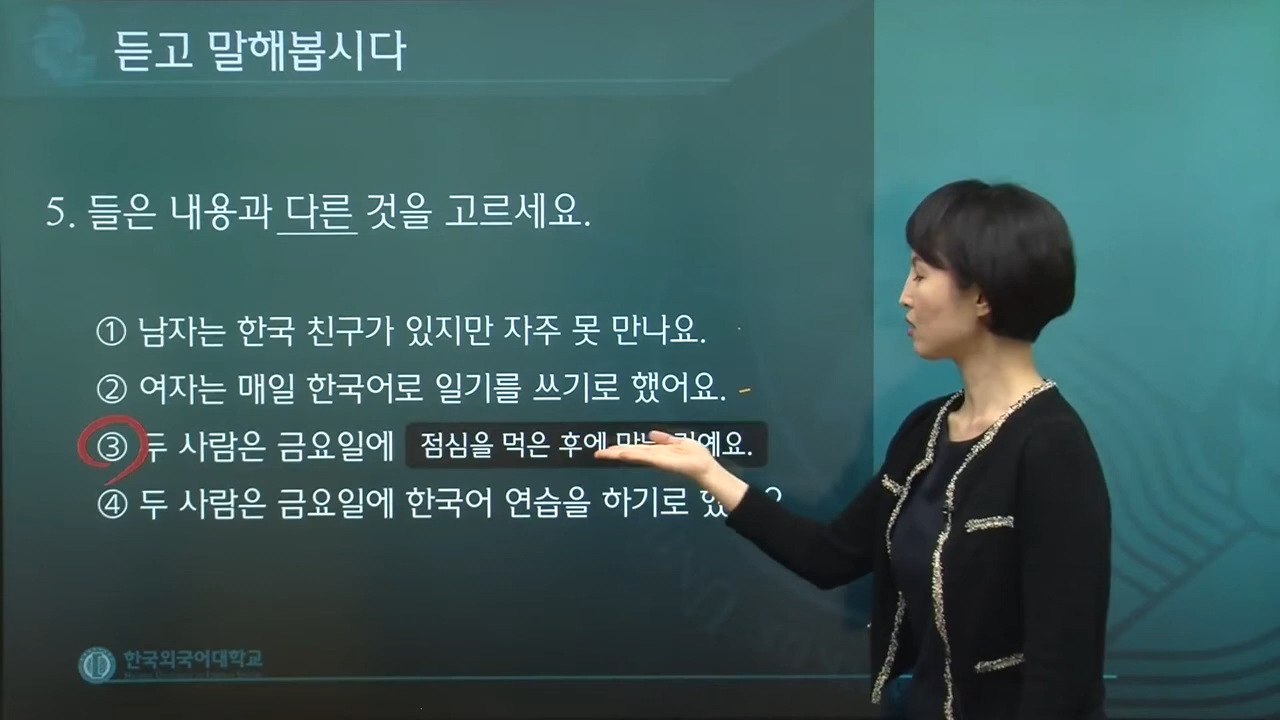 듣고 말해봅시다
5. 들은 내용과 다른 것을 고르세요.
① 남자는 한국 친구가 있지만 자주 못 만나요.
② 여자는 매일 한국어로 일기를 쓰기로 했어요.
③ 두 사람은 금요일에 점심을 먹은 후에
④ 두 사람은 금요일에 한국어 연습을 하기로
한국외국어대학교